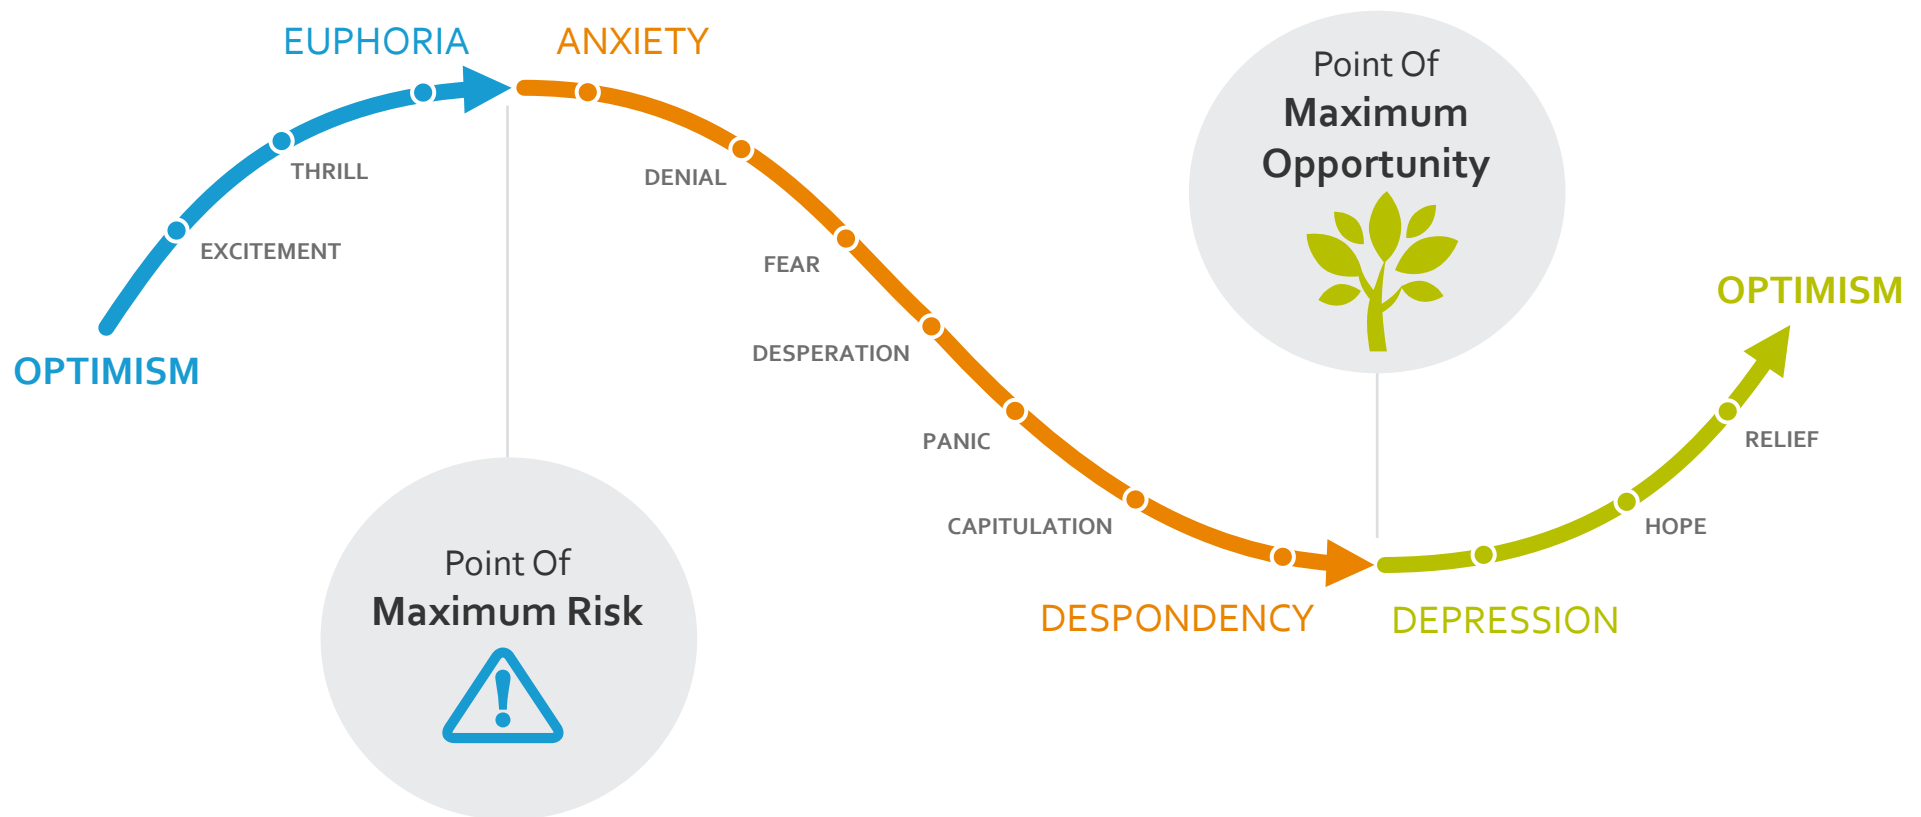 EUPHORIA
ANXIETY
THRILL
EXCITEMENT
OPTIMISM
Point Of
Maximum Risk
DENIAL
FEAR
DESPERATION
PANIC
CAPITULATION
DESPONDENCY
Point Of
Maximum
Opportunity
DEPRESSION
HOPE
RELIEF
OPTIMISM